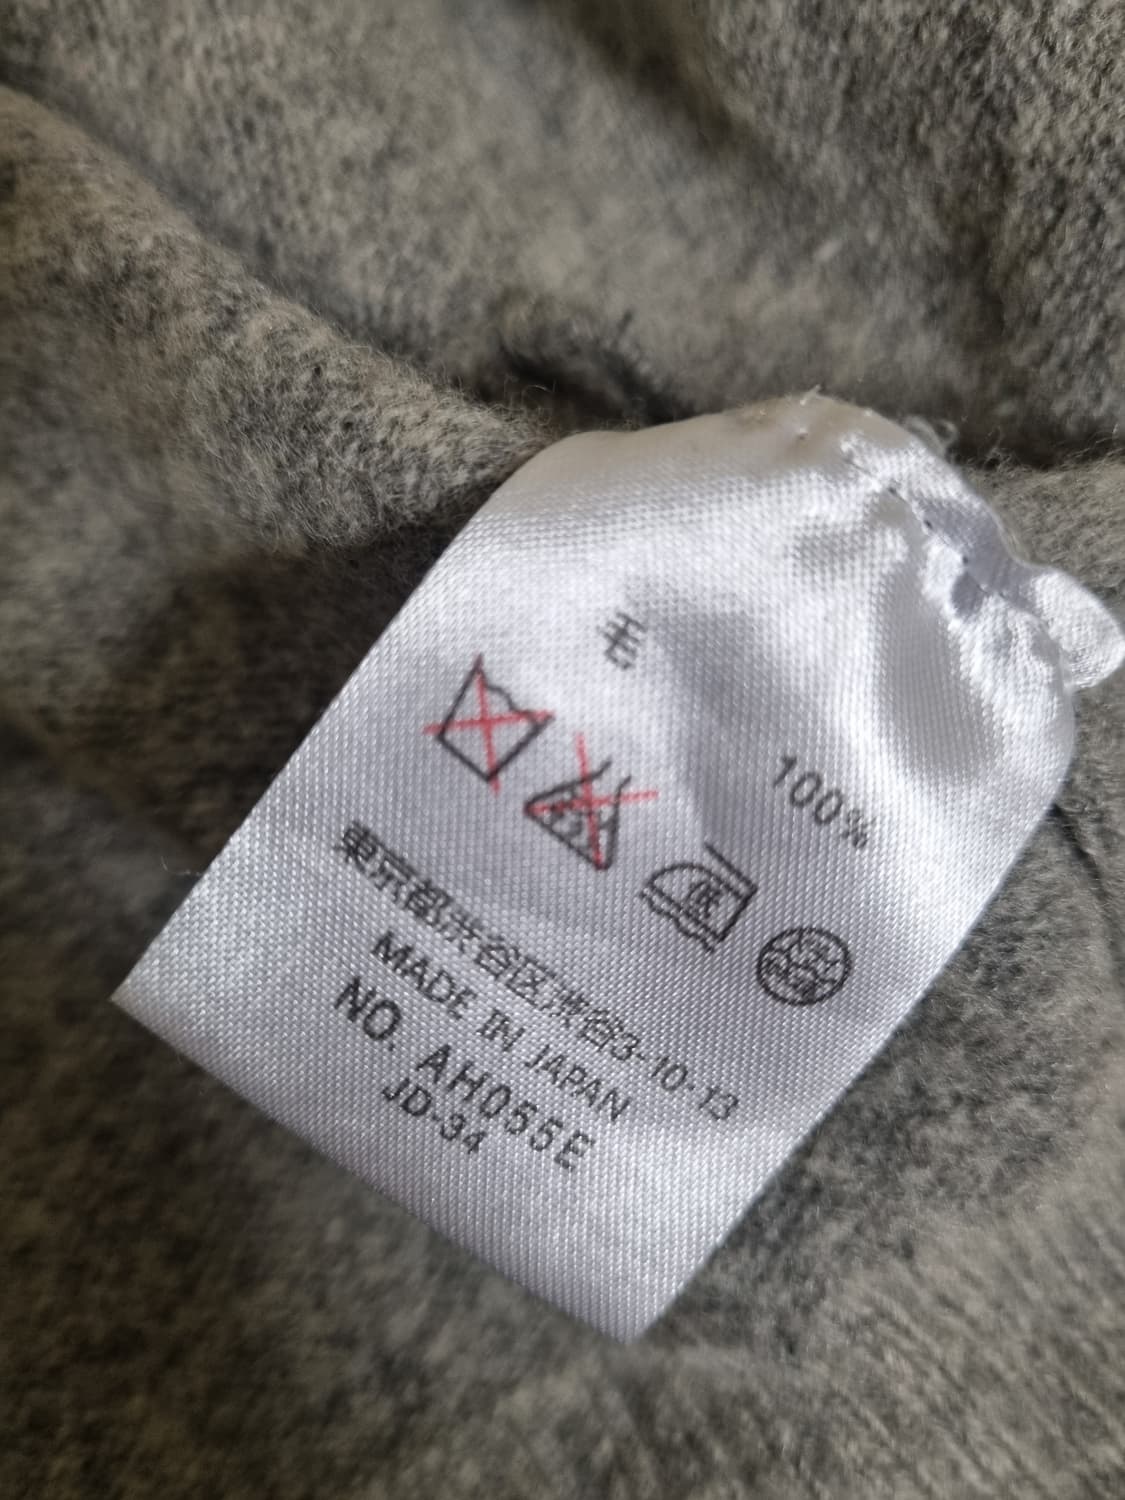 毛 100%
低
東京都渋谷区渋谷3-10-13
MADE IN JAPAN
NO. AH055E
JD-34